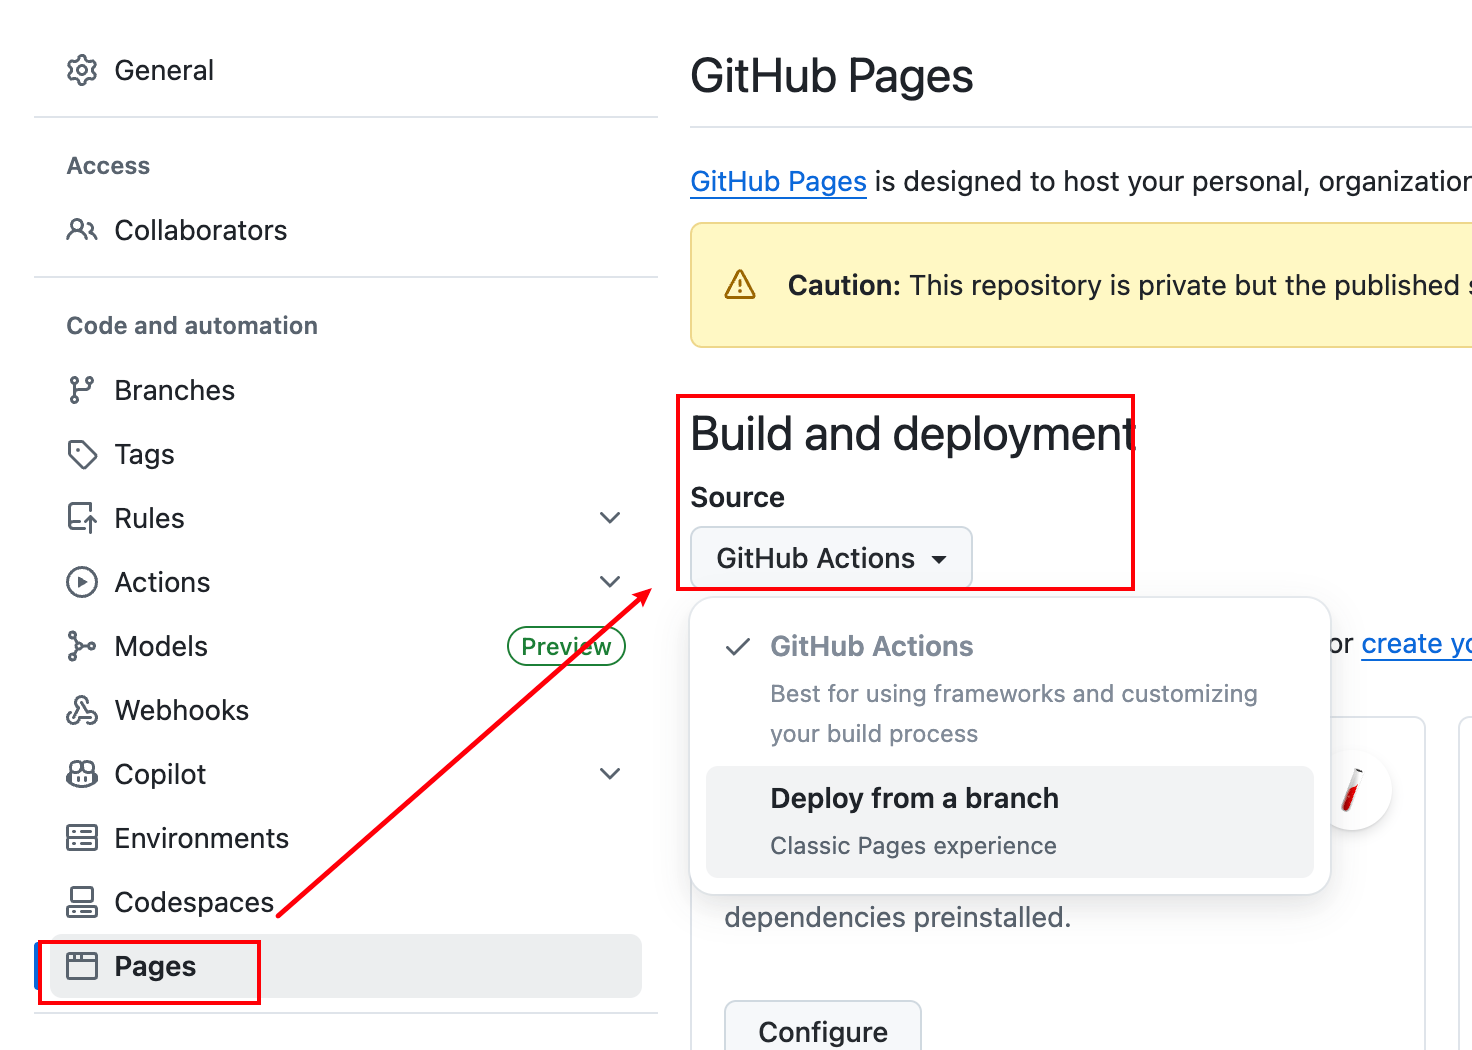 General
Access
Collaborators
Code and automation
Branches
Tags
Rules
Actions
Models
Preview
Webhooks
Copilot
Environments
Codespaces
Pages
GitHub Pages
GitHub Pages is designed to host your personal, organization
Caution: This repository is private but the published
Build and deployment
Source
GitHub Actions
GitHub Actions
Best for using frameworks and customizing
your build process
or create
Deploy from a branch
Classic Pages experience
dependencies preinstalled.
Configure